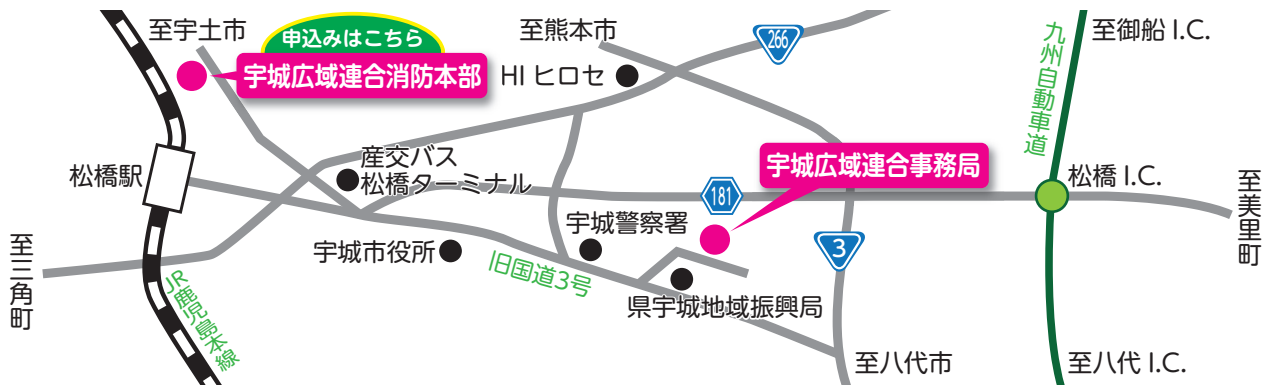 至宇土市
申込みはこちら
宇城広域連合消防本部
至熊本市
266
至御船 I.C.
九州自動車道
HI ヒロセ
松橋駅
産交バス
松橋ターミナル
宇城広域連合事務局
181
松橋 I.C.
至美里町
至三角町
宇城市役所
宇城警察署
3
旧国道3号
県宇城地域振興局
JR鹿児島本線
至八代市
至八代 I.C.